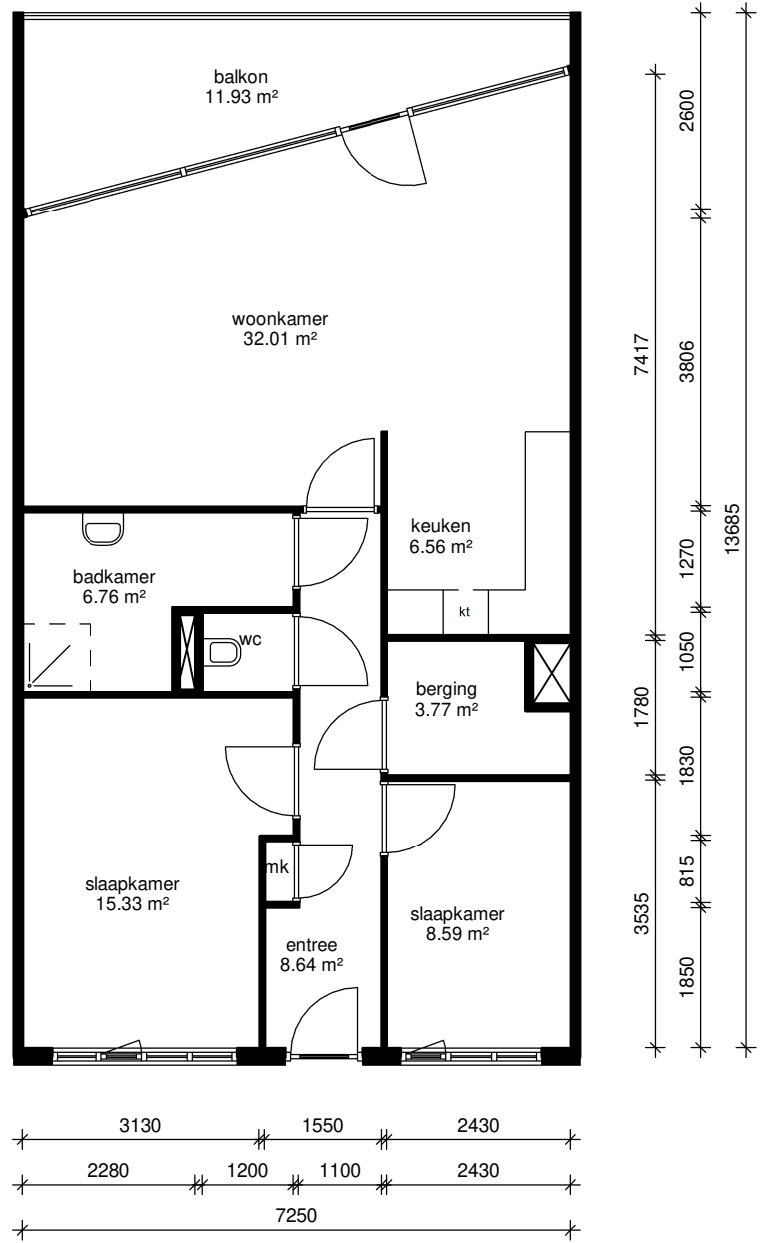 balkon
11.93 m²
woonkamer
32.01 m²
keuken
6.56 m²
badkamer
6.76 m²
kt
wc
berging
3.77 m²
mk
slaapkamer
15.33 m²
slaapkamer
8.59 m²
entree
8.64 m²
2600
7417
3806
13685
1270
1050
1780
1830
815
3535
1850
3130 1550 2430
2280 1200 1100 2430
7250